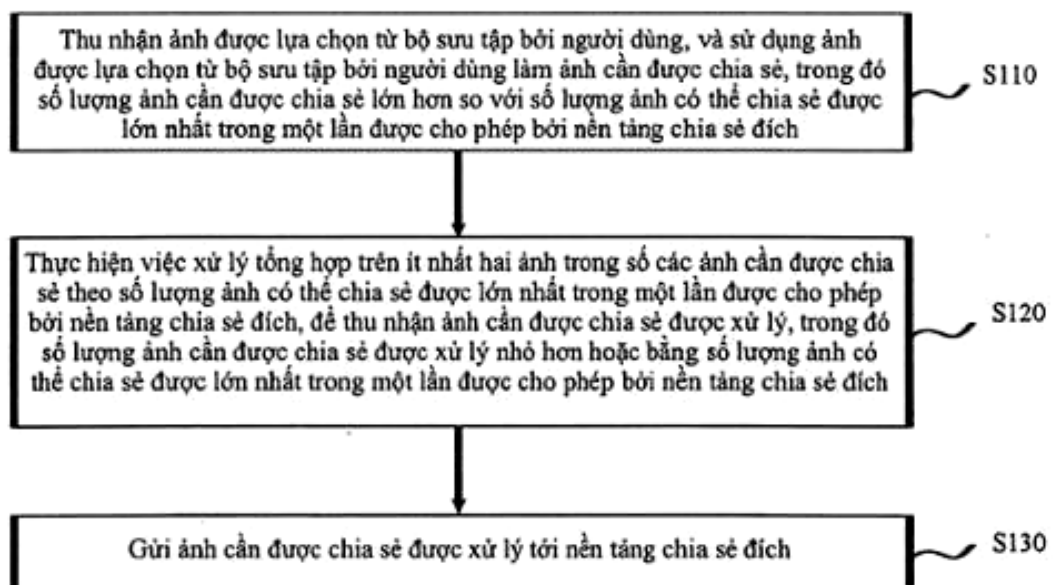 Thu nhận ảnh được lựa chọn từ bộ sưu tập bởi người dùng, và sử dụng ảnh
được lựa chọn từ bộ sưu tập bởi người dùng làm ảnh cần được chia sẻ, trong đó
số lượng ảnh cần được chia sẻ lớn hơn so với số lượng ảnh có thể chia sẻ được
lớn nhất trong một lần được cho phép bởi nền tảng chia sẻ đích
S110
Thực hiện việc xử lý tổng hợp trên ít nhất hai ảnh trong số các ảnh cần được chia
sẻ theo số lượng ảnh có thể chia sẻ được lớn nhất trong một lần được cho phép
bởi nền tảng chia sẻ đích, để thu nhận ảnh cần được chia sẻ được xử lý, trong đó
số lượng ảnh cần được chia sẻ được xử lý nhỏ hơn hoặc bằng số lượng ảnh có
thể chia sẻ được lớn nhất trong một lần được cho phép bởi nền tảng chia sẻ đích
S120
Gửi ảnh cần được chia sẻ được xử lý tới nền tảng chia sẻ đích
S130